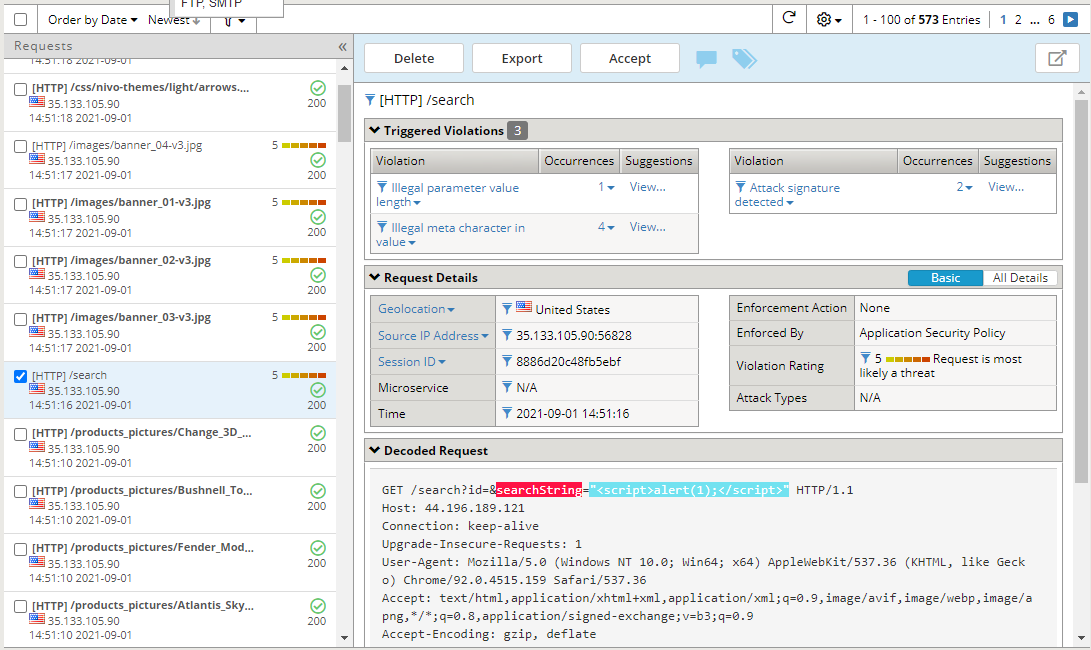 FTP, SMTP
Order by Date Newest
1 - 100 of 573 Entries 1 2 ... 6
Requests «
14:51:18 2021-09-01
[HTTP] /css/nivo-themes/light/arrows....
35.133.105.90 200
14:51:18 2021-09-01
[HTTP] /images/banner_04-v3.jpg 5
35.133.105.90
14:51:17 2021-09-01 200
[HTTP] /images/banner_01-v3.jpg 5
35.133.105.90
14:51:17 2021-09-01 200
[HTTP] /images/banner_02-v3.jpg 5
35.133.105.90
14:51:17 2021-09-01 200
[HTTP] /images/banner_03-v3.jpg 5
35.133.105.90
14:51:17 2021-09-01 200
[HTTP] /search 5
35.133.105.90
14:51:16 2021-09-01 200
[HTTP] /products_pictures/Change_3D_...
35.133.105.90 200
14:51:10 2021-09-01
[HTTP] /products_pictures/Bushnell_To...
35.133.105.90 200
14:51:10 2021-09-01
[HTTP] /products_pictures/Fender_Mod...
35.133.105.90 200
14:51:10 2021-09-01
[HTTP] /products_pictures/Atlantis_Sky...
35.133.105.90 200
14:51:10 2021-09-01
Delete Export Accept
[HTTP] /search
Triggered Violations 3
Violation Occurrences Suggestions
Illegal parameter value length 1 View...
Illegal meta character in value 4 View...
Violation Occurrences Suggestions
Attack signature detected 2 View...
Request Details Basic All Details
Geolocation United States
Source IP Address 35.133.105.90:56828
Session ID 8886d20c48fb5ebf
Microservice N/A
Time 2021-09-01 14:51:16
Enforcement Action None
Enforced By Application Security Policy
Violation Rating 5 Request is most likely a threat
Attack Types N/A
Decoded Request
GET /search?id=&searchString="<script>alert(1);</script>" HTTP/1.1
Host: 44.196.189.121
Connection: keep-alive
Upgrade-Insecure-Requests: 1
User-Agent: Mozilla/5.0 (Windows NT 10.0; Win64; x64) AppleWebKit/537.36 (KHTML, like Geck
o) Chrome/92.0.4515.159 Safari/537.36
Accept: text/html,application/xhtml+xml,application/xml;q=0.9,image/avif,image/webp,image/a
png,*/*;q=0.8,application/signed-exchange;v=b3;q=0.9
Accept-Encoding: gzip, deflate